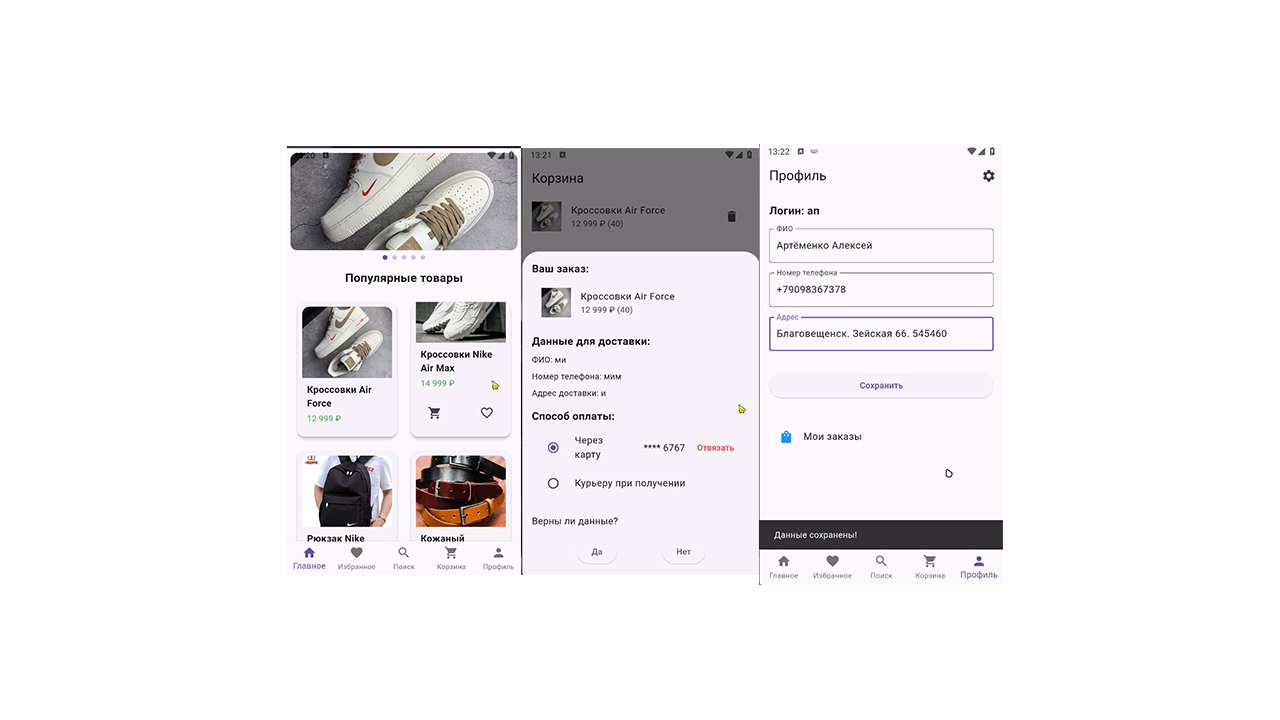 Популярные товары
Кроссовки Air
Force
12 999 ₽
Кроссовки Nike
Air Max
14 999 ₽
Рюкзак Nike
Кожаный
Главное
Избранное
Поиск
Корзина
Профиль
13:21
Корзина
Кроссовки Air Force
12 999 ₽ (40)
Ваш заказ:
Кроссовки Air Force
12 999 ₽ (40)
Данные для доставки:
ФИО: ми
Номер телефона: мим
Адрес доставки: и
Способ оплаты:
Через
карту
**** 6767
Отвязать
Курьеру при получении
Верны ли данные?
Да
Нет
13:22
Профиль
Логин: ап
ФИО
Артёменко Алексей
Номер телефона
+79098367378
Адрес
Благовещенск. Зейская 66. 545460
Сохранить
Мои заказы
Данные сохранены!
Главное
Избранное
Поиск
Корзина
Профиль